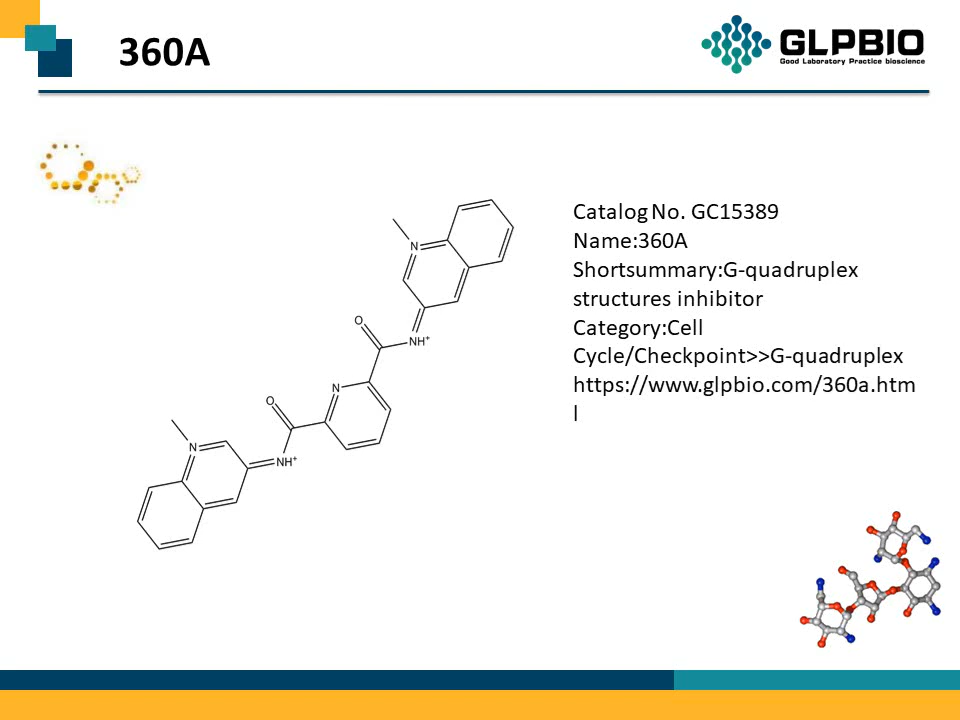 360A
GLPBIO
Good Laboratory Practice bioscience
Catalog No. GC15389
Name:360A
Shortsummary:G-quadruplex
structures inhibitor
Category:Cell
Cycle/Checkpoint>>G-quadruplex
https://www.glpbio.com/360a.htm
l
N
O
NH+
N
O
N
NH+